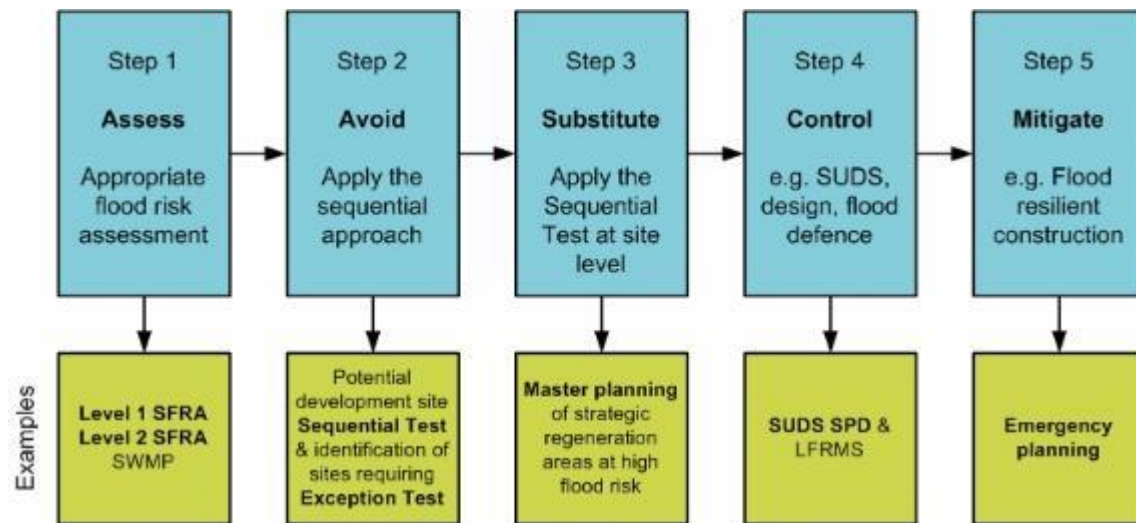 Step 1
Assess
Appropriate
flood risk
assessment
Step 2
Avoid
Apply the
sequential
approach
Step 3
Substitute
Apply the
Sequential
Test at site
level
Step 4
Control
e.g. SUDS,
design, flood
defence
Step 5
Mitigate
e.g. Flood
resilient
construction
Examples
Level 1 SFRA
Level 2 SFRA
SWMP
Potential
development site
Sequential Test
& identification of
sites requiring
Exception Test
Master planning
of strategic
regeneration
areas at high
flood risk
SUDS SPD &
LFRMS
Emergency
planning